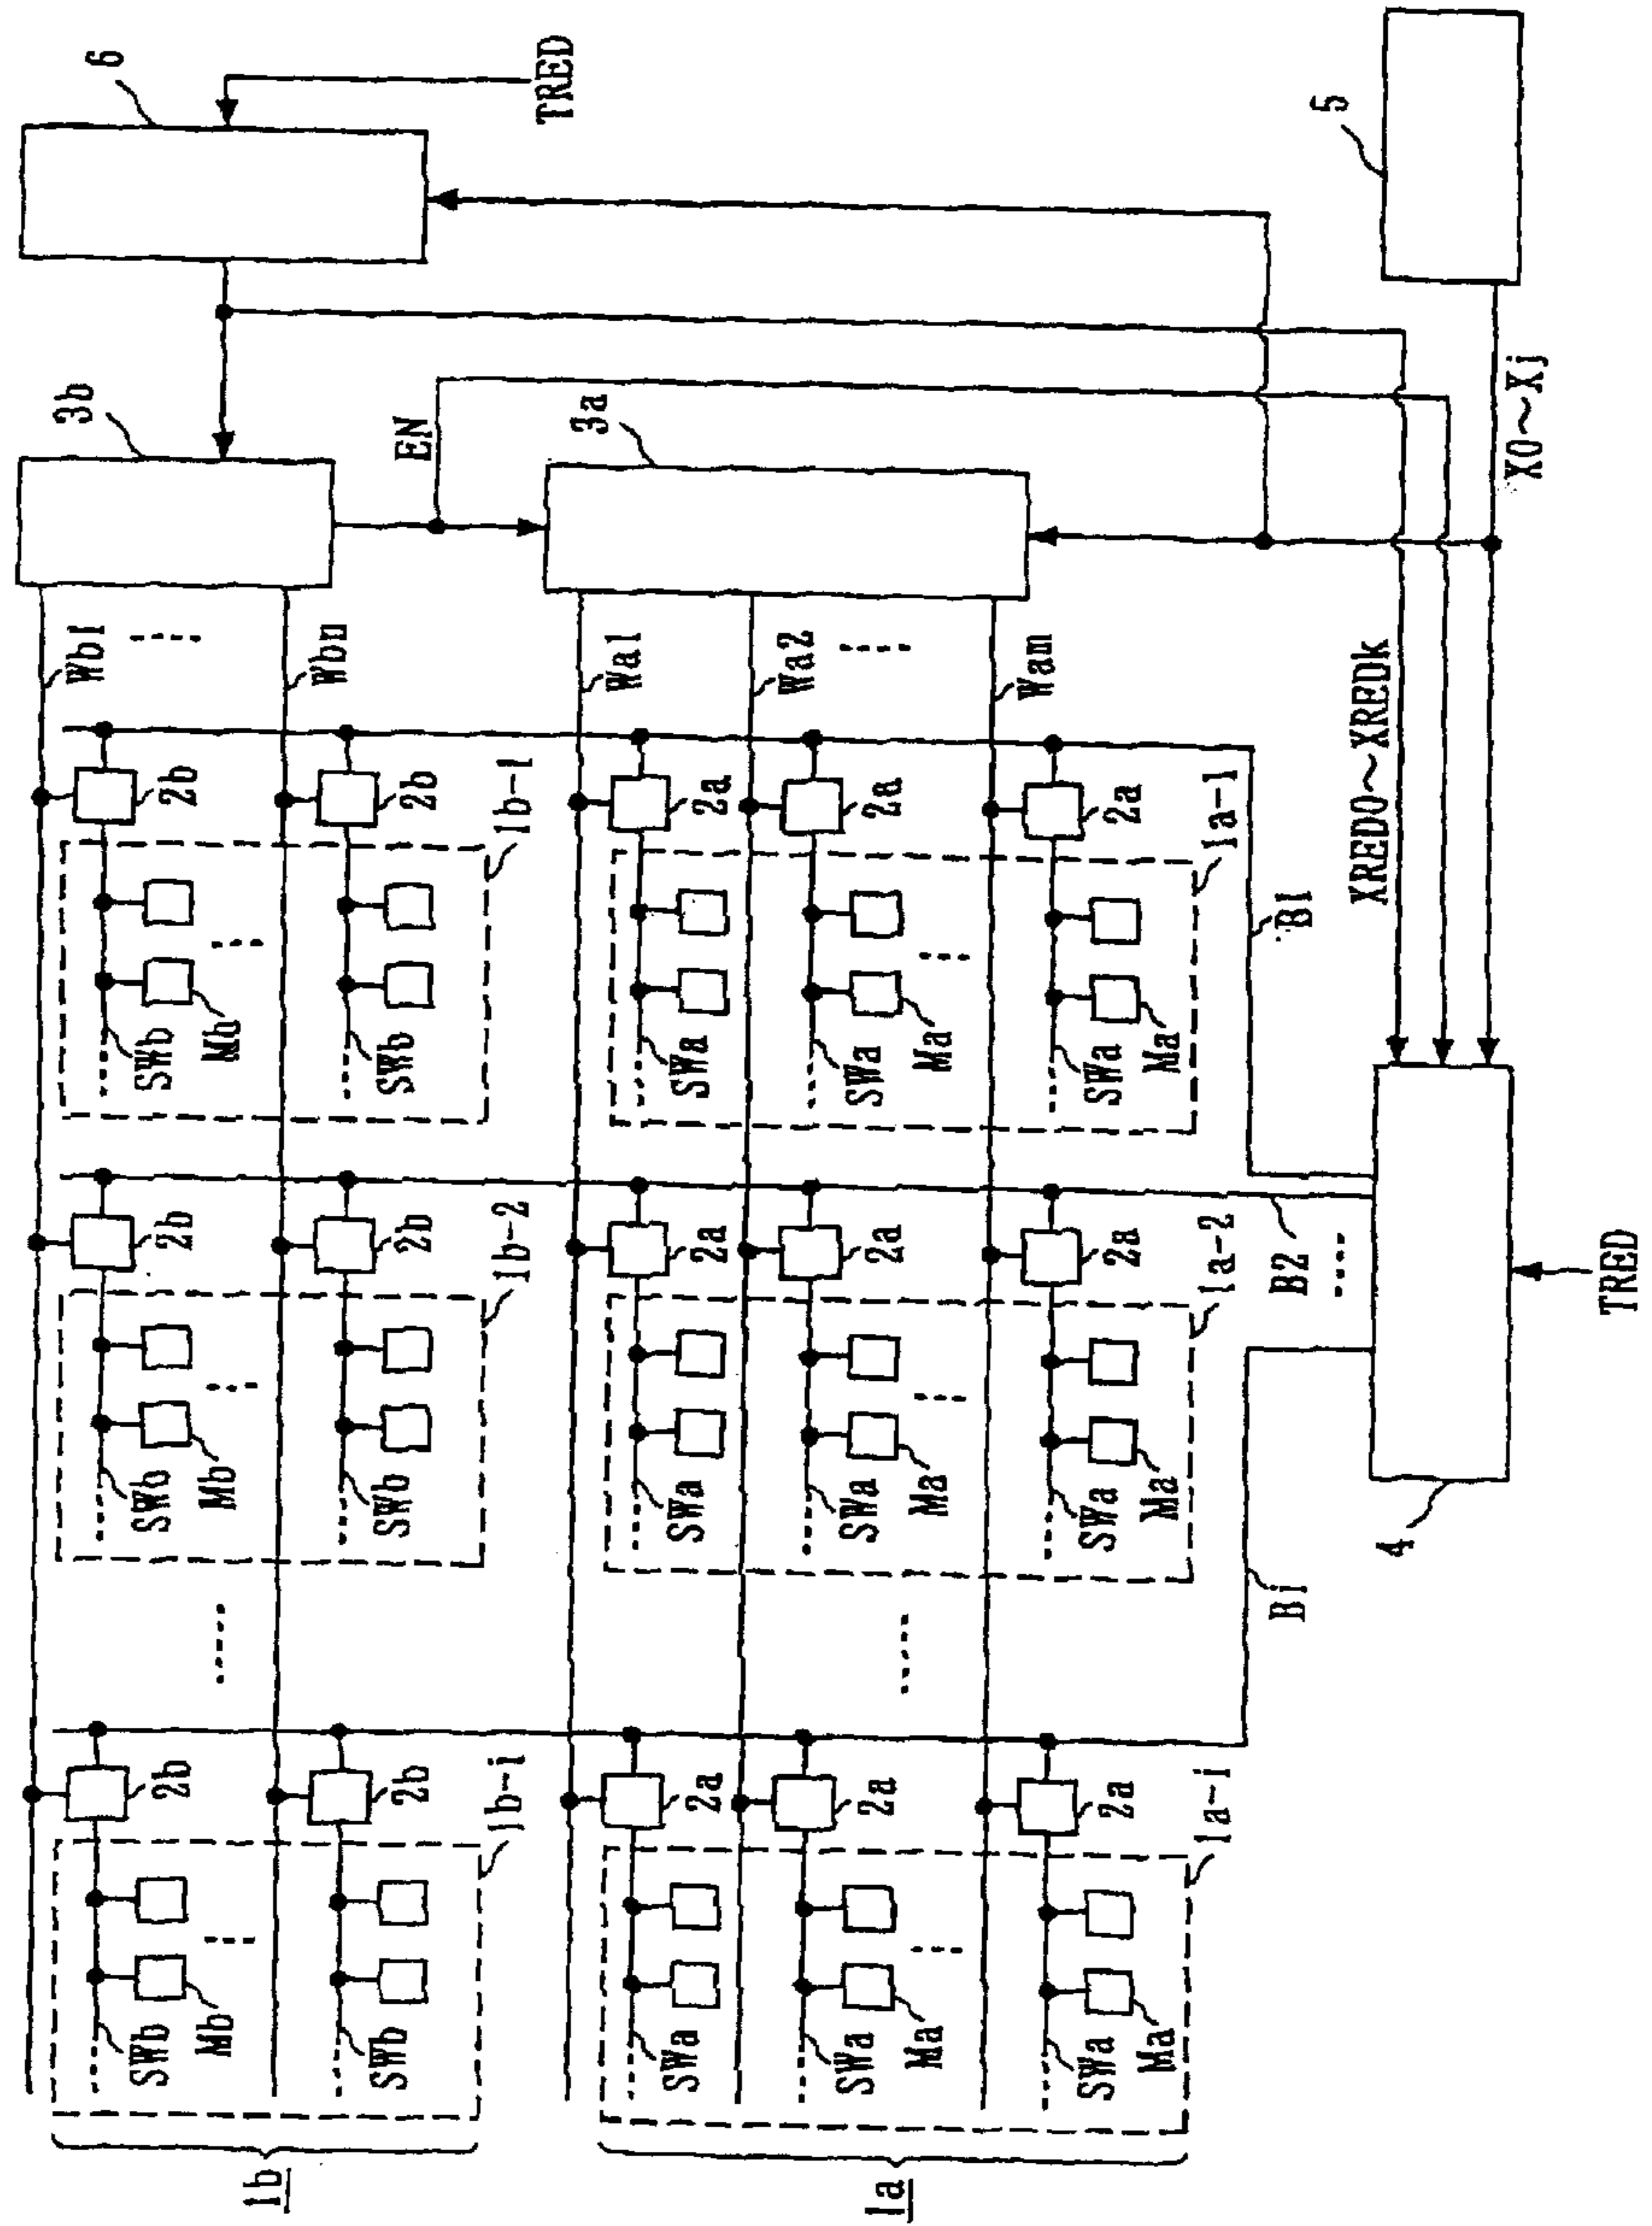 6
TRED
5
3b
EN
3a
X0~Xj
Wb1
Wbn
Wa1
Wa2
Wam
XRED0~XREDk
2b
2b
2a
2a
2a
1b-1
1a-1
B1
SWb
Mb
SWb
SWa
SWa
Ma
SWa
Ma
2b
2b
2a
2a
2a
1b-2
1a-2
B2
TRED
SWb
Mb
SWb
SWa
SWa
Ma
SWa
Ma
4
Bi
2b
2b
2a
2a
2a
1b-i
1a-i
SWb
Mb
SWb
SWa
SWa
Ma
SWa
Ma
1b
1a